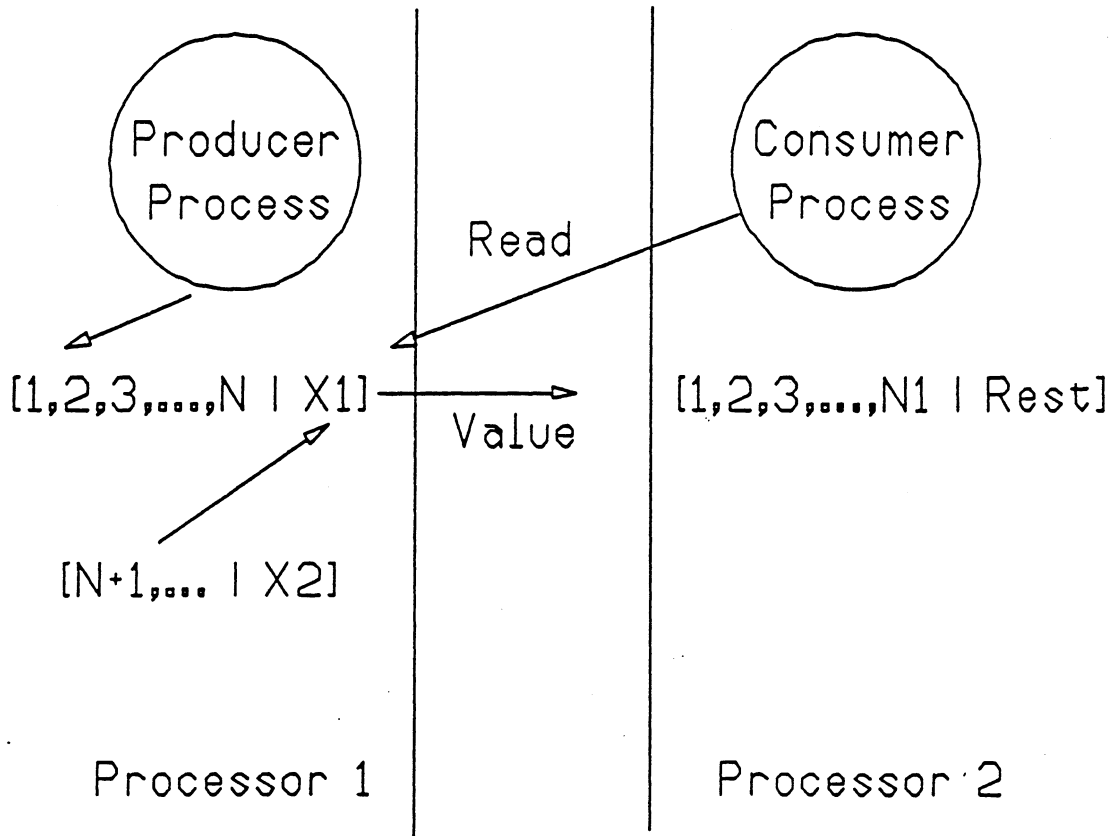 Producer
Process
Consumer
Process
Read
[1,2,3,...,N | X1]
Value
[1,2,3,...,N1 | Rest]
[N+1,... | X2]
Processor 1
Processor 2